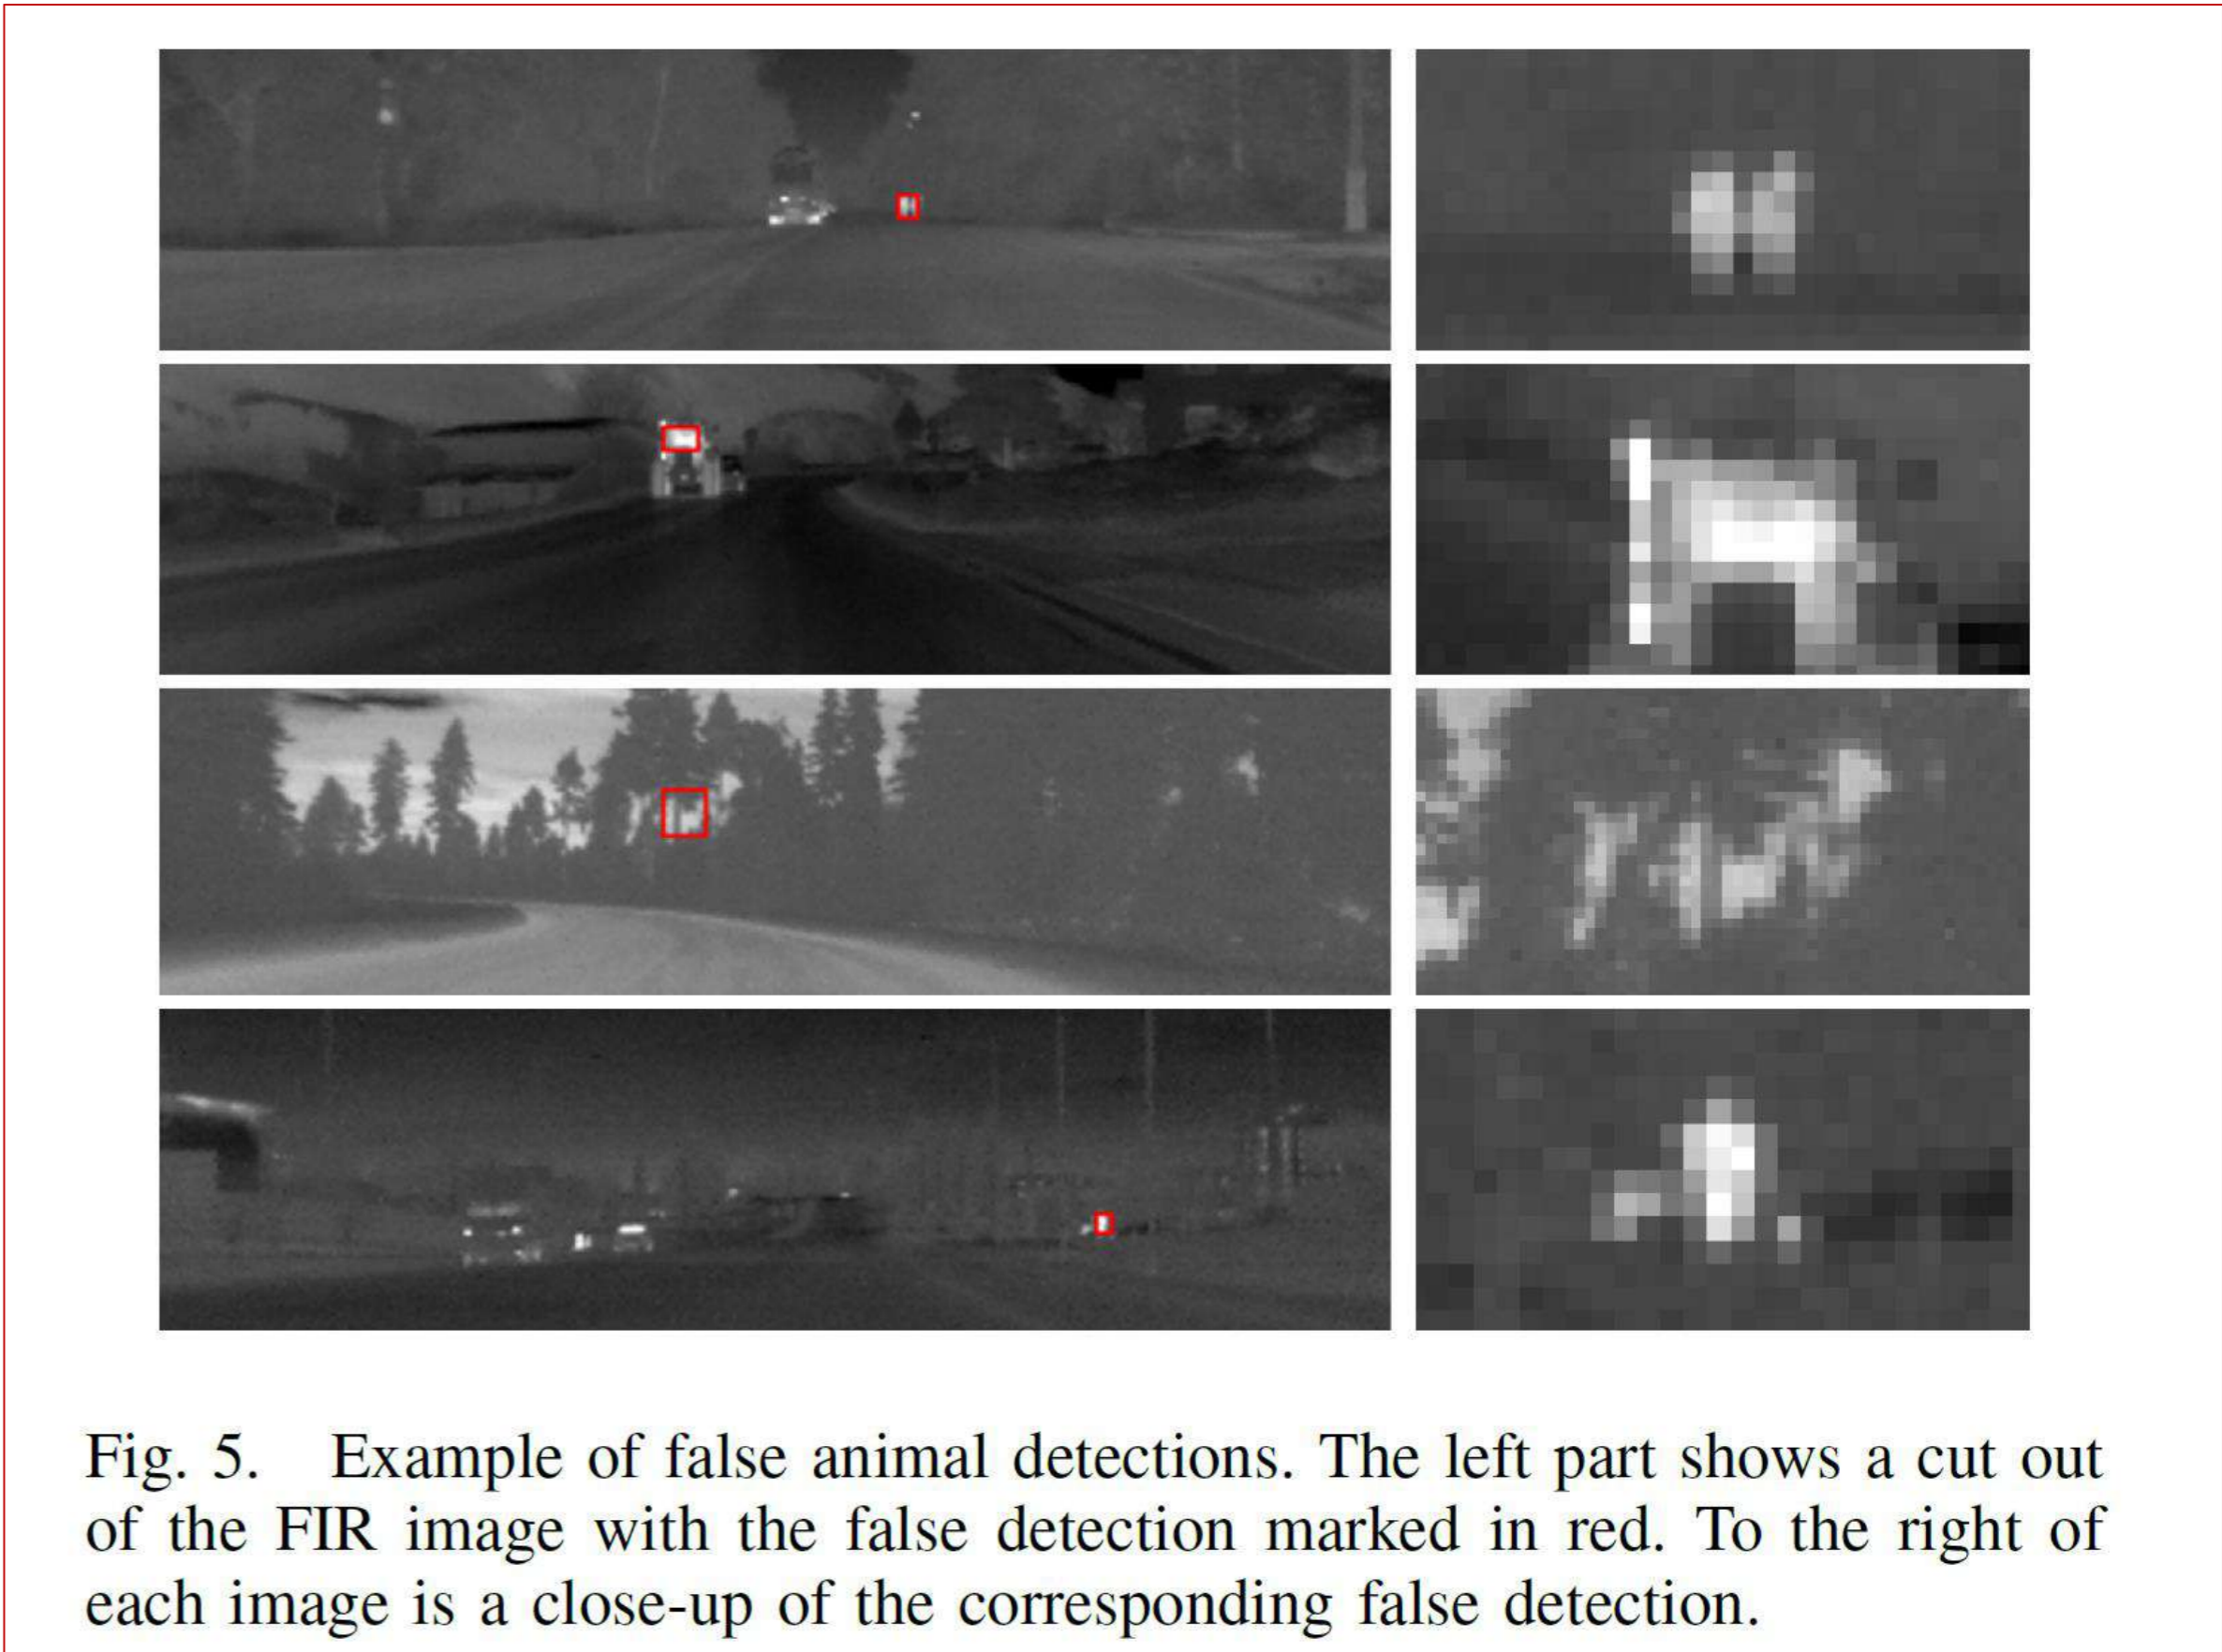 Fig. 5. Example of false animal detections. The left part shows a cut out
of the FIR image with the false detection marked in red. To the right of
each image is a close-up of the corresponding false detection.